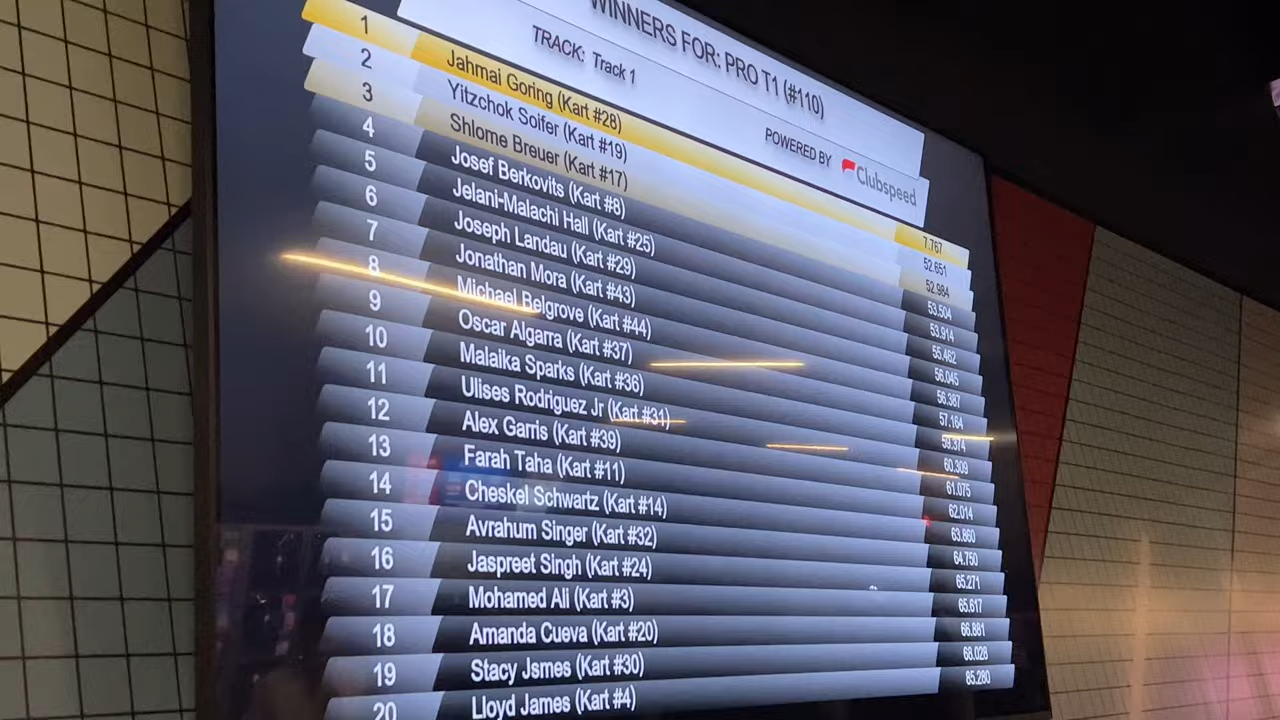 WINNERS FOR: PRO T1 (#110)
TRACK: Track 1
POWERED BY Clubspeed
1 Jahmai Goring (Kart #28) 7.767
2 Yitzchok Soifer (Kart #19) 52.651
3 Shlome Breuer (Kart #17) 52.984
4 Josef Berkovits (Kart #8) 53.504
5 Jelani-Malachi Hall (Kart #25) 53.914
6 Joseph Landau (Kart #29) 55.462
7 Jonathan Mora (Kart #43) 56.045
8 Michael Belgrove (Kart #44) 56.387
9 Oscar Algarra (Kart #37) 57.164
10 Malaika Sparks (Kart #36) 59.374
11 Ulises Rodriguez Jr (Kart #31) 60.309
12 Alex Garris (Kart #39) 61.075
13 Farah Taha (Kart #11) 62.014
14 Cheskel Schwartz (Kart #14) 63.860
15 Avrahum Singer (Kart #32) 64.750
16 Jaspreet Singh (Kart #24) 65.271
17 Mohamed Ali (Kart #3) 65.617
18 Amanda Cueva (Kart #20) 66.881
19 Stacy Jsmes (Kart #30) 68.028
20 Lloyd James (Kart #4) 85.280